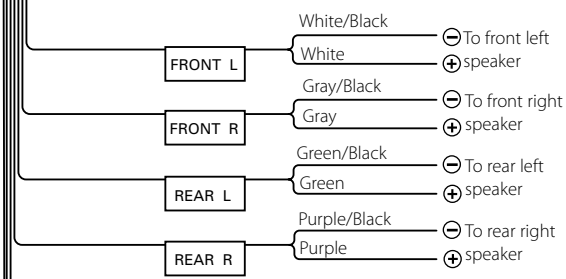 White/Black
⊖ To front left
FRONT L
White
⊕ speaker
Gray/Black
⊖ To front right
FRONT R
Gray
⊕ speaker
Green/Black
⊖ To rear left
REAR L
Green
⊕ speaker
Purple/Black
⊖ To rear right
REAR R
Purple
⊕ speaker